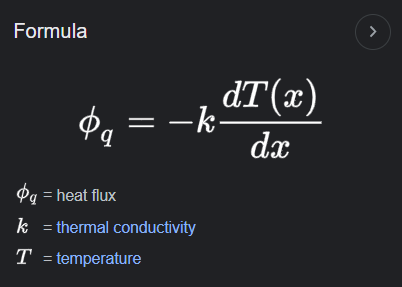 Formula
ϕq = −k dT(x)/dx
ϕq = heat flux
k = thermal conductivity
T = temperature